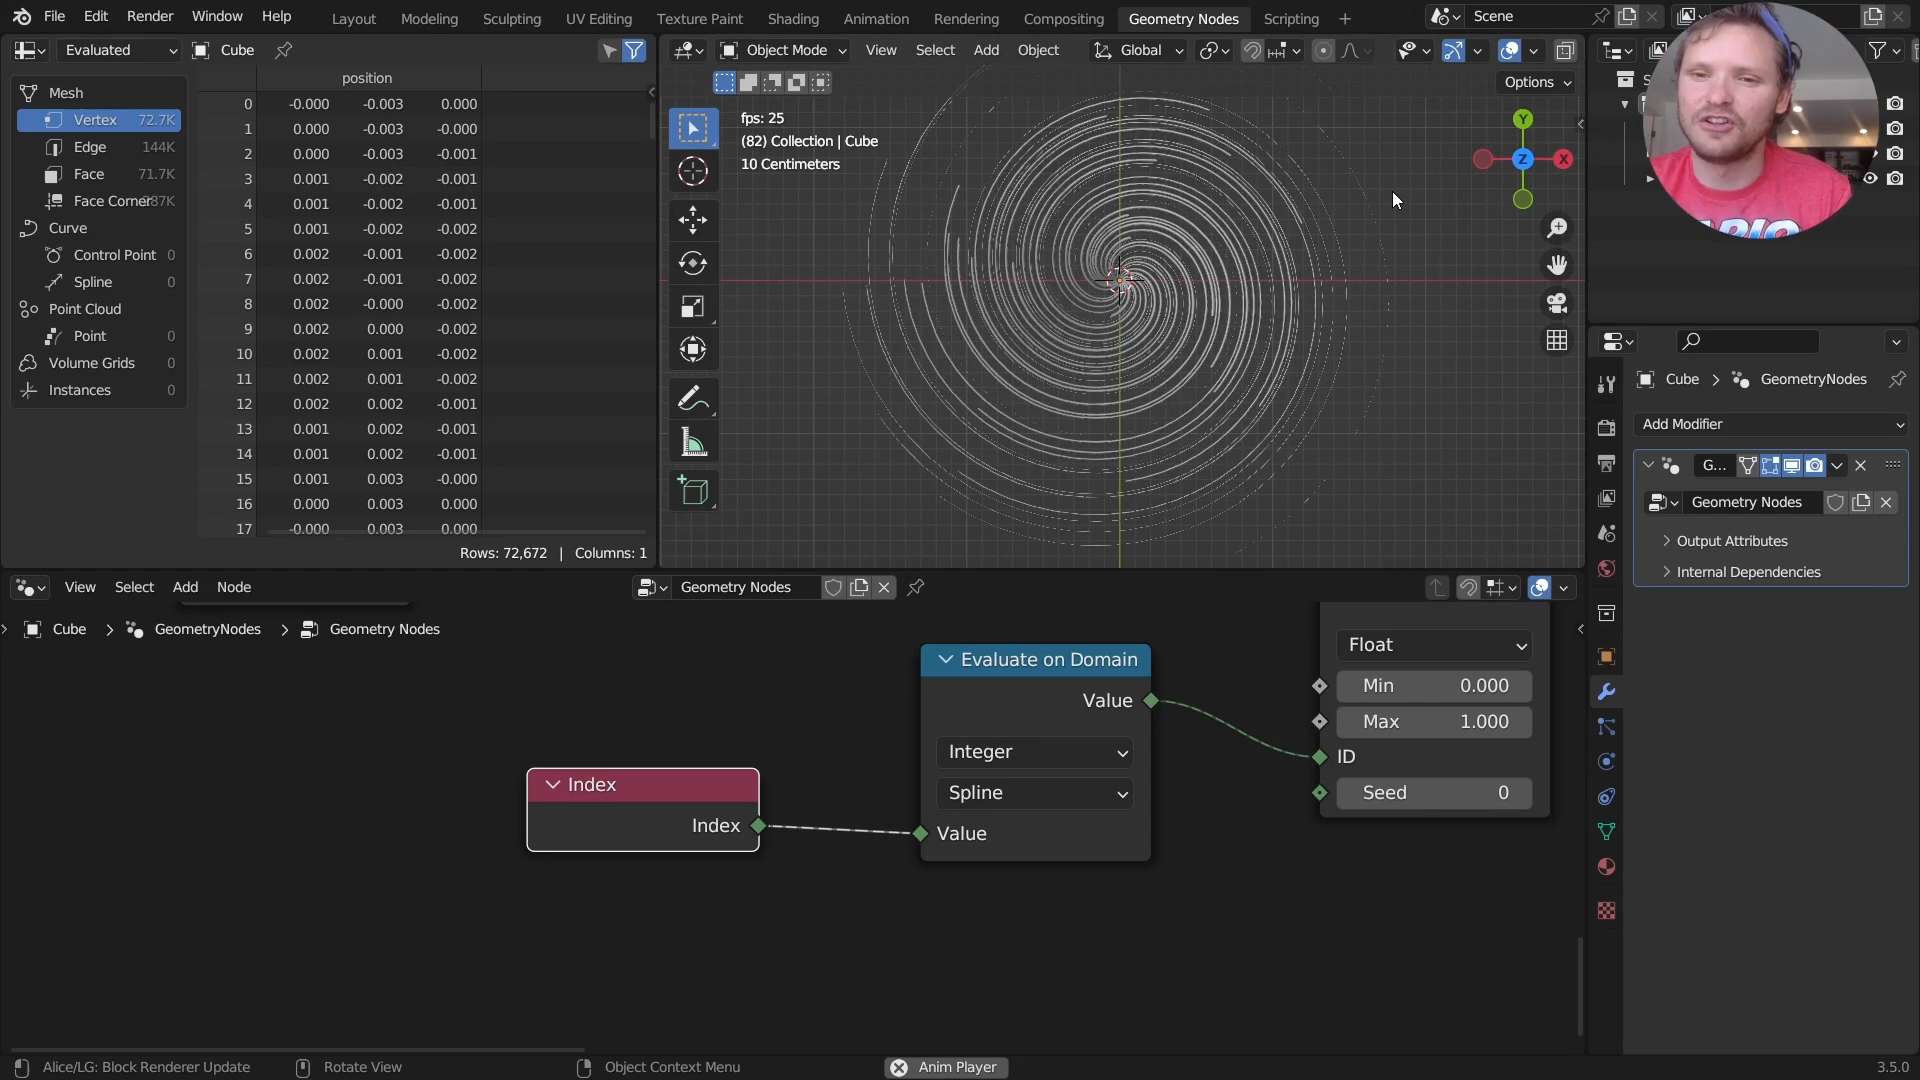 File Edit Render Window Help
Layout Modeling Sculpting UV Editing Texture Paint Shading Animation Rendering Compositing Geometry Nodes Scripting +
Scene
Evaluated Cube
Object Mode View Select Add Object Global
Options
position
Mesh
Vertex 72.7K
Edge 144K
Face 71.7K
Face Corner 87K
Curve
Control Point 0
Spline 0
Point Cloud
Point 0
Volume Grids 0
Instances 0
0 -0.000 -0.003 0.000
1 0.000 -0.003 -0.000
2 0.000 -0.003 -0.001
3 0.001 -0.002 -0.001
4 0.001 -0.002 -0.001
5 0.001 -0.002 -0.002
6 0.002 -0.001 -0.002
7 0.002 -0.001 -0.002
8 0.002 -0.000 -0.002
9 0.002 0.000 -0.002
10 0.002 0.001 -0.002
11 0.002 0.001 -0.002
12 0.002 0.002 -0.001
13 0.001 0.002 -0.001
14 0.001 0.002 -0.001
15 0.001 0.003 -0.000
16 0.000 0.003 0.000
17 -0.000 0.003 0.000
Rows: 72,672 | Columns: 1
fps: 25
(82) Collection | Cube
10 Centimeters
Y
Z
X
Cube > GeometryNodes
Add Modifier
G...
Geometry Nodes
Output Attributes
Internal Dependencies
View Select Add Node
Geometry Nodes
Cube > GeometryNodes > Geometry Nodes
Index
Index
Evaluate on Domain
Value
Integer
Spline
Value
Float
Min 0.000
Max 1.000
ID
Seed 0
Alice/LG: Block Renderer Update
Rotate View
Object Context Menu
Anim Player
3.5.0